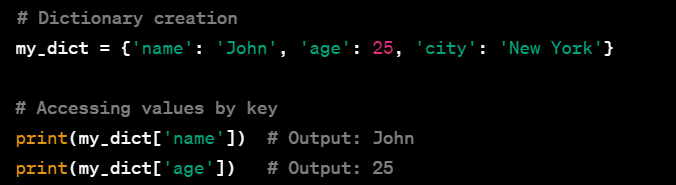 # Dictionary creation
my_dict = {'name': 'John', 'age': 25, 'city': 'New York'}
# Accessing values by key
print(my_dict['name'])  # Output: John
print(my_dict['age'])   # Output: 25